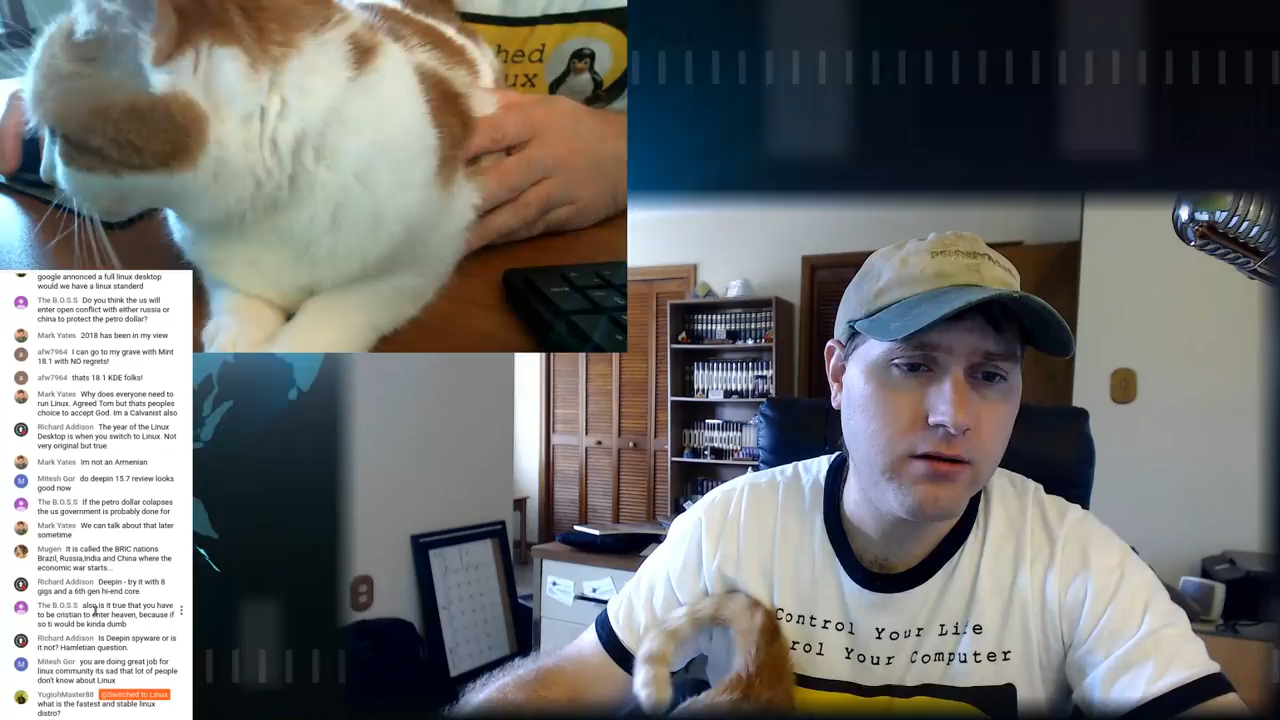 hed
ux
google annonced a full linux desktop
would we have a linux standerd
The B.O.S.S Do you think the us will
enter open conflict with either russia or
china to protect the petro dollar?
Mark Yates 2018 has been in my view
afw7964 I can go to my grave with Mint
18.1 with NO regrets!
afw7964 thats 18.1 KDE folks!
Mark Yates Why does everyone need to
run Linux. Agreed Tom but thats peoples
choice to accept God. Im a Calvanist also
Richard Addison The year of the Linux
Desktop is when you switch to Linux. Not
very original but true.
Mark Yates Im not an Armenian
Mitesh Gor do deepin 15.7 review looks
good now
The B.O.S.S If the petro dollar colapses
the us government is probably done for
Mark Yates We can talk about that later
sometime
Mugen It is called the BRIC nations
Brazil, Russia,India and China where the
economic war starts...
Richard Addison Deepin - try it with 8
gigs and a 6th gen hi-end core.
The B.O.S.S also is it true that you have
to be cristian to enter heaven, because if
so ti would be kinda dumb
Richard Addison Is Deepin spyware or is
it not? Hamletian question.
Mitesh Gor you are doing great job for
linux community its sad that lot of people
don't know about Linux
YugiohMaster88 @Switched to Linux
what is the fastest and stable linux
distro?
Control Your Life
rol Your Computer